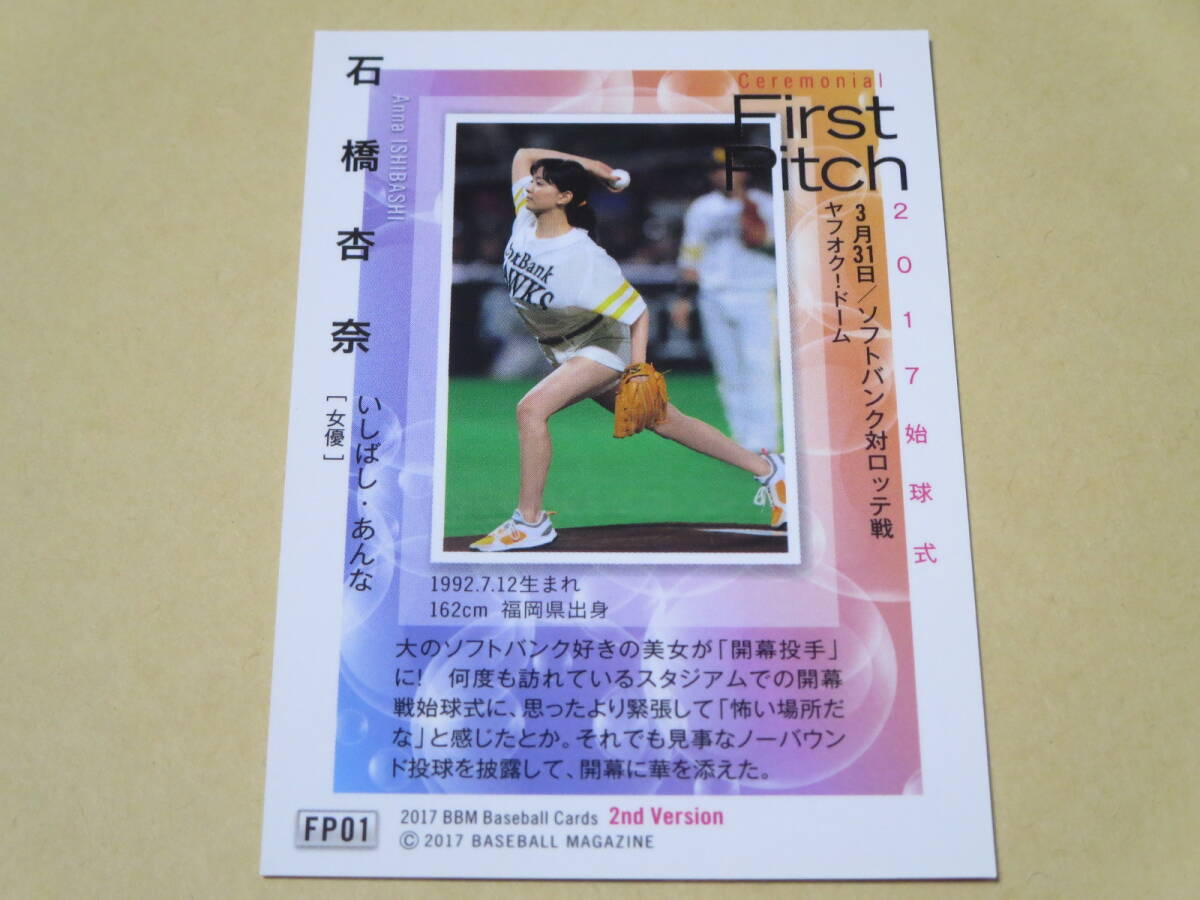 Ceremonial
First
Pitch
2017始球式
3月31日/ソフトバンク対ロッテ戦
ヤフオク!ドーム
石橋杏奈
Anna ISHIBASHI
いしばし・あんな
[女優]
Bank
WKS
1992.7.12生まれ
162cm 福岡県出身
大のソフトバンク好きの美女が「開幕投手」
に! 何度も訪れているスタジアムでの開幕
戦始球式に、思ったより緊張して「怖い場所だ
な」と感じたとか。それでも見事なノーバウン
ド投球を披露して、開幕に華を添えた。
FP01
2017 BBM Baseball Cards 2nd Version
© 2017 BASEBALL MAGAZINE